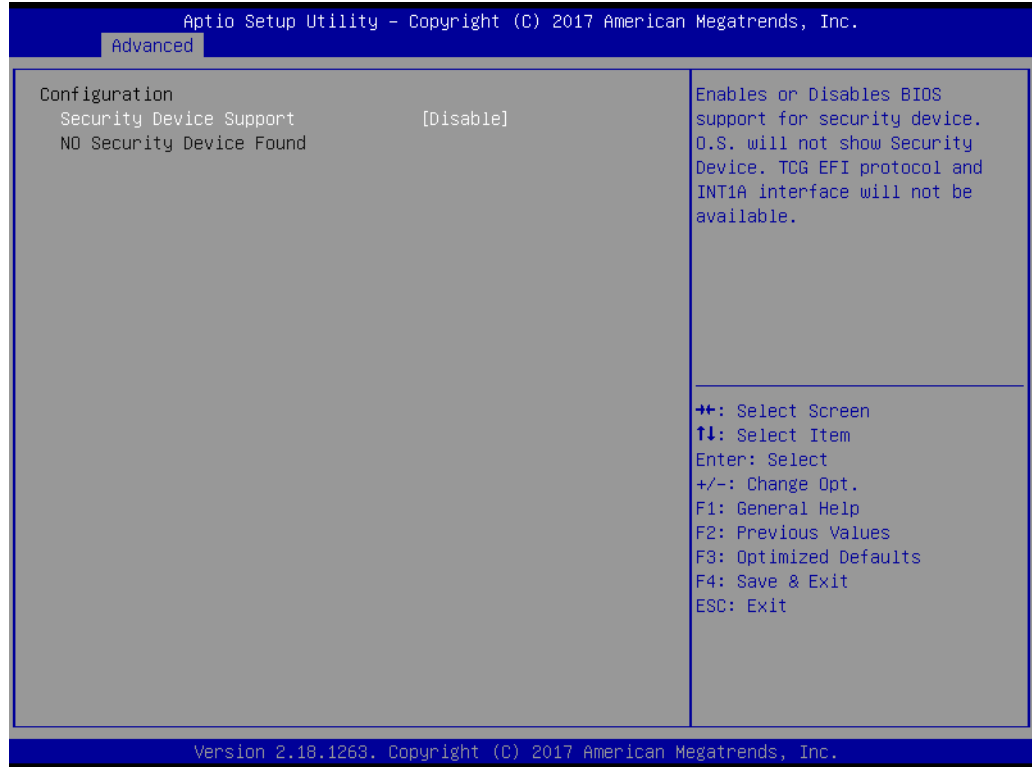 Aptio Setup Utility – Copyright (C) 2017 American Megatrends, Inc.
Advanced
Configuration
Security Device Support [Disable]
NO Security Device Found
Enables or Disables BIOS
support for security device.
O.S. will not show Security
Device. TCG EFI protocol and
INT1A interface will not be
available.
→←: Select Screen
↑↓: Select Item
Enter: Select
+/-: Change Opt.
F1: General Help
F2: Previous Values
F3: Optimized Defaults
F4: Save & Exit
ESC: Exit
Version 2.18.1263. Copyright (C) 2017 American Megatrends, Inc.